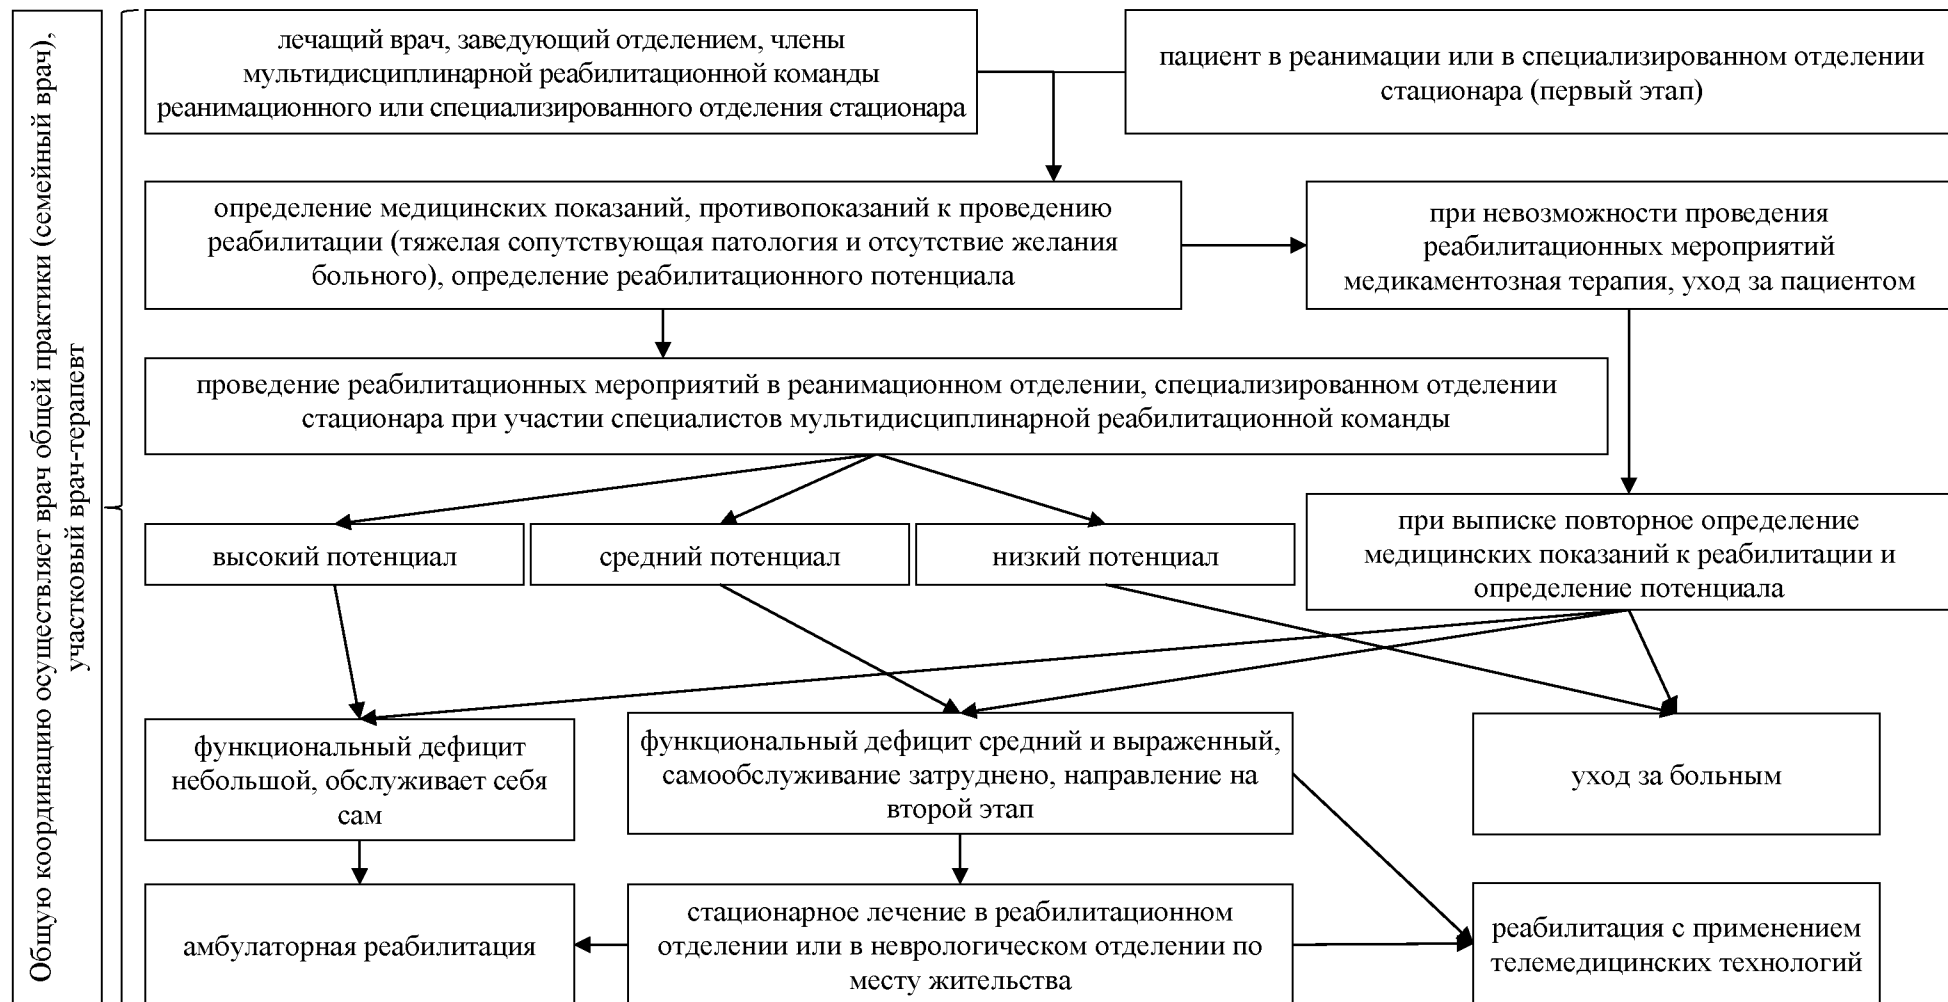 Общую координацию осуществляет врач общей практики (семейный врач),
участковый врач-терапевт
лечащий врач, заведующий отделением, члены
мультидисциплинарной реабилитационной команды
реанимационного или специализированного отделения стационара
пациент в реанимации или в специализированном отделении
стационара (первый этап)
определение медицинских показаний, противопоказаний к проведению
реабилитации (тяжелая сопутствующая патология и отсутствие желания
больного), определение реабилитационного потенциала
при невозможности проведения
реабилитационных мероприятий
медикаментозная терапия, уход за пациентом
проведение реабилитационных мероприятий в реанимационном отделении, специализированном отделении
стационара при участии специалистов мультидисциплинарной реабилитационной команды
высокий потенциал
средний потенциал
низкий потенциал
при выписке повторное определение
медицинских показаний к реабилитации и
определение потенциала
функциональный дефицит
небольшой, обслуживает себя
сам
функциональный дефицит средний и выраженный,
самообслуживание затруднено, направление на
второй этап
уход за больным
амбулаторная реабилитация
стационарное лечение в реабилитационном
отделении или в неврологическом отделении по
месту жительства
реабилитация с применением
телемедицинских технологий